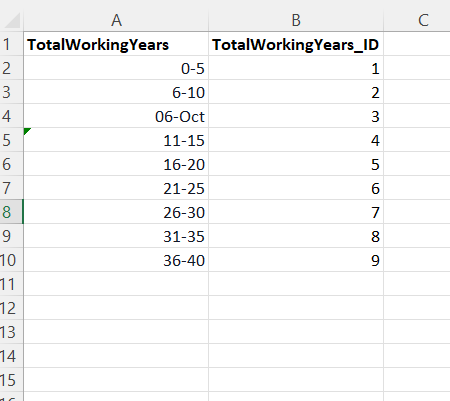 A B C
1 TotalWorkingYears TotalWorkingYears_ID
2 0-5 1
3 6-10 2
4 06-Oct 3
5 11-15 4
6 16-20 5
7 21-25 6
8 26-30 7
9 31-35 8
10 36-40 9
11
12
13
14
15
16